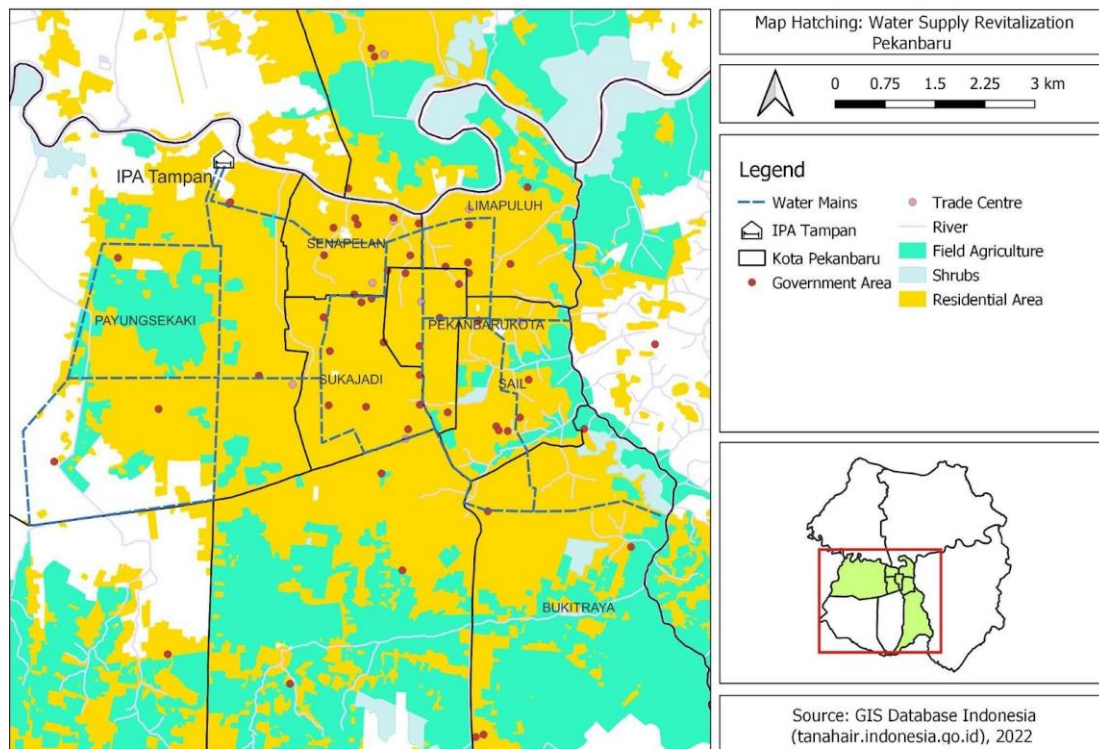 Map Hatching: Water Supply Revitalization
Pekanbaru
0 0.75 1.5 2.25 3 km
Legend
Water Mains
IPA Tampan
Kota Pekanbaru
Government Area
Trade Centre
River
Field Agriculture
Shrubs
Residential Area
IPA Tampan
LIMAPULUH
SENAPELAN
PAYUNGSEKAKI
PEKANBARUKOTA
SUKAJADI
SAIL
BUKITRAYA
Source: GIS Database Indonesia
(tanahair.indonesia.go.id), 2022